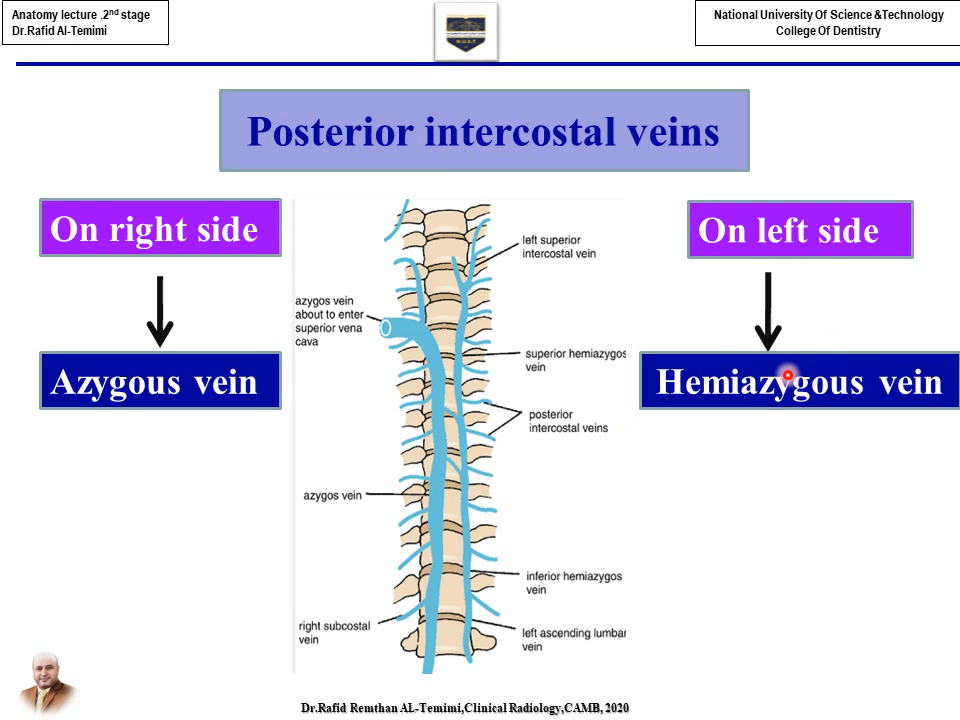 Anatomy lecture .2nd stage
Dr.Rafid Al-Temimi
National University Of Science &Technology
College Of Dentistry
Posterior intercostal veins
On right side
Azygous vein
azygos vein
about to enter
superior vena
cava
azygos vein
right subcostal
vein
left superior
intercostal vein
superior hemiazygos
vein
posterior
intercostal veins
inferior hemiazygos
vein
left ascending lumbar
vein
On left side
Hemiazygous vein
Dr.Rafid Remthan AL-Temimi,Clinical Radiology,CAMB, 2020